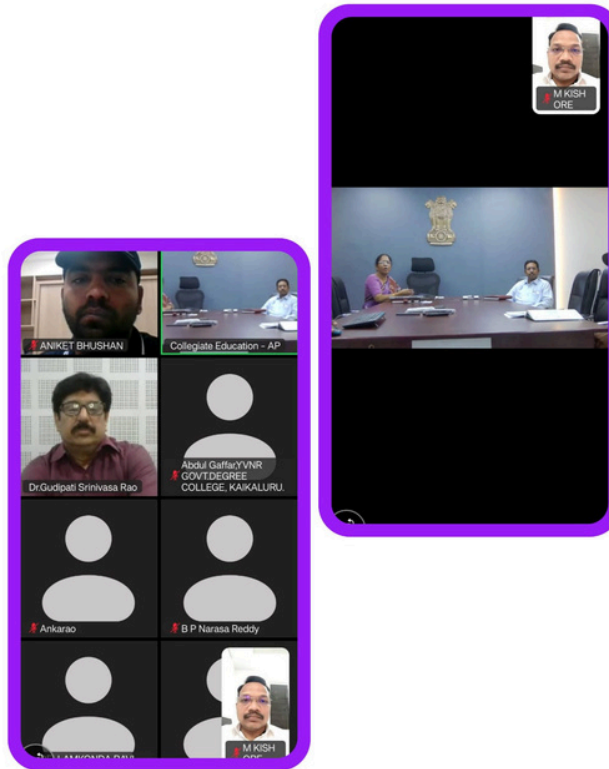 M KISH
ORE
ANIKET BHUSHAN
Collegiate Education - AP
Dr.Gudipati Srinivasa Rao
Abdul Gaffar,YVNR
GOVT.DEGREE
COLLEGE, KAIKALURU.
Ankarao
B P Narasa Reddy
M KISH
ORE